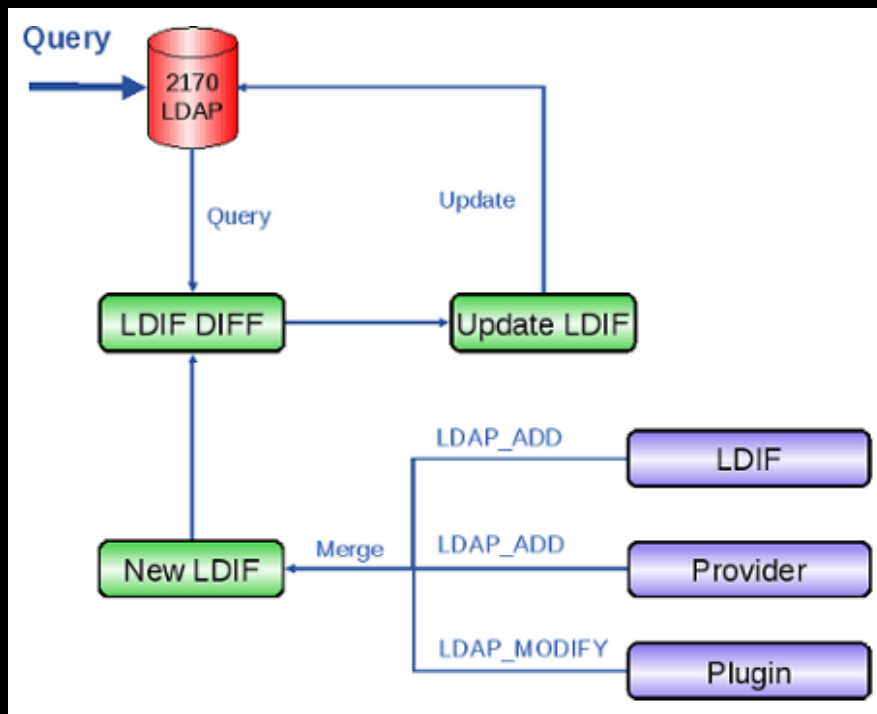 Query
2170
LDAP
Query
Update
LDIF DIFF
Update LDIF
LDAP_ADD
LDIF
New LDIF
Merge
LDAP_ADD
Provider
LDAP_MODIFY
Plugin